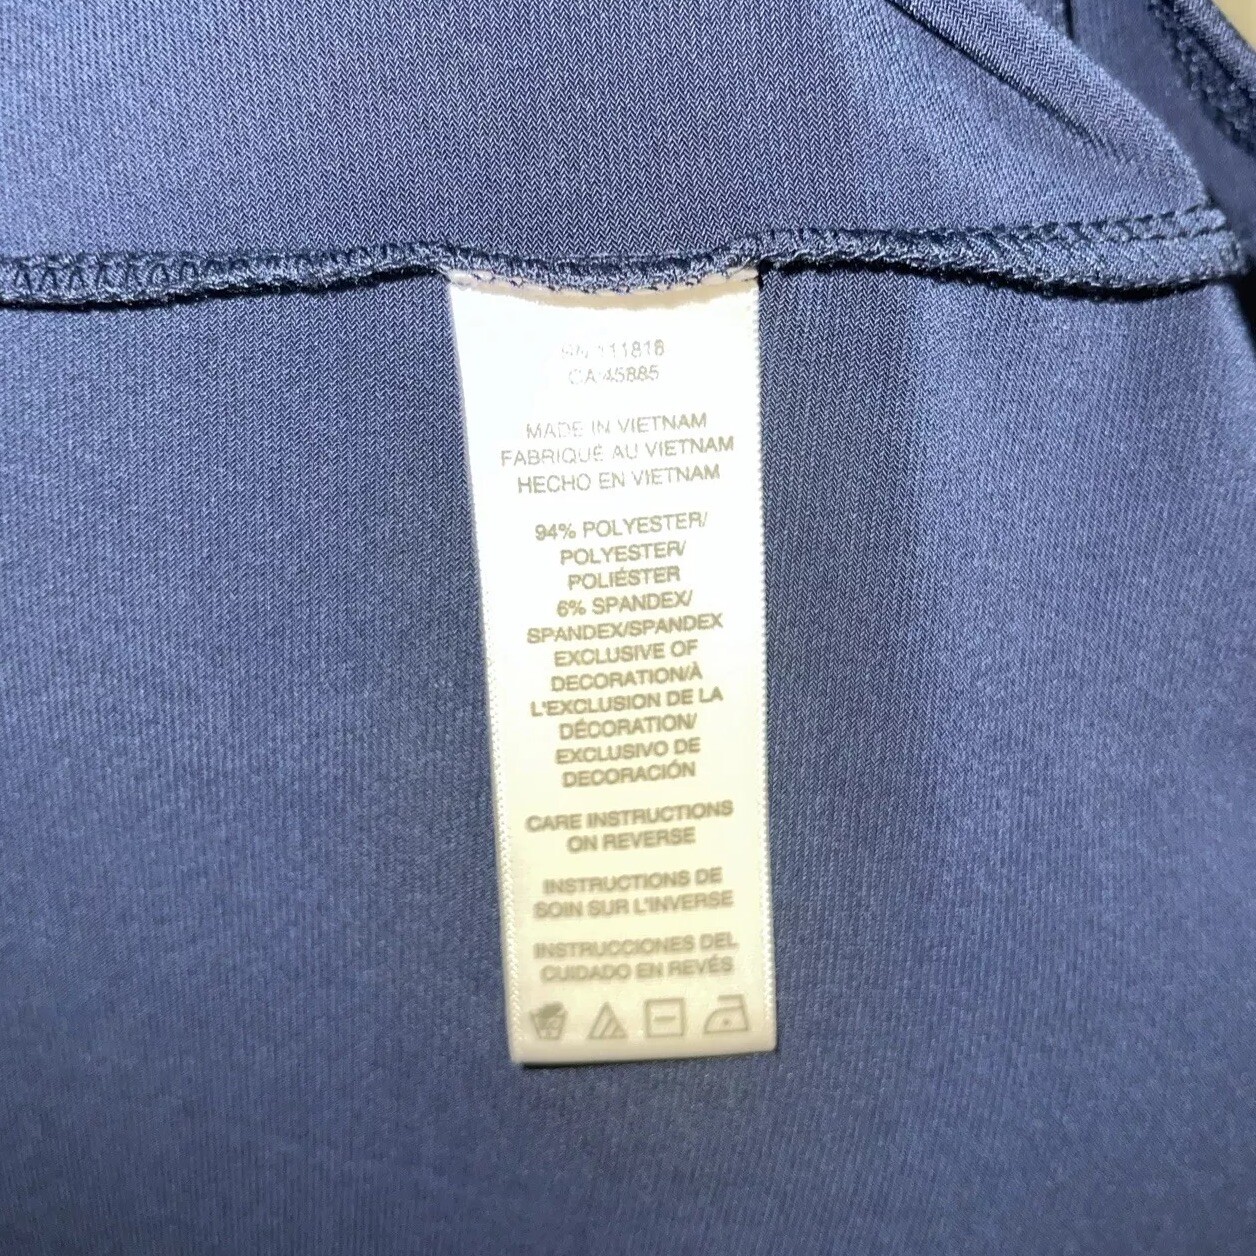 RN 111818
CA 45885
MADE IN VIETNAM
FABRIQUÉ AU VIETNAM
HECHO EN VIETNAM
94% POLYESTER/
POLYESTER/
POLIÉSTER
6% SPANDEX/
SPANDEX/SPANDEX
EXCLUSIVE OF
DECORATION/À
L'EXCLUSION DE LA
DÉCORATION/
EXCLUSIVO DE
DECORACIÓN
CARE INSTRUCTIONS
ON REVERSE
INSTRUCTIONS DE
SOIN SUR L'INVERSE
INSTRUCCIONES DEL
CUIDADO EN REVÉS